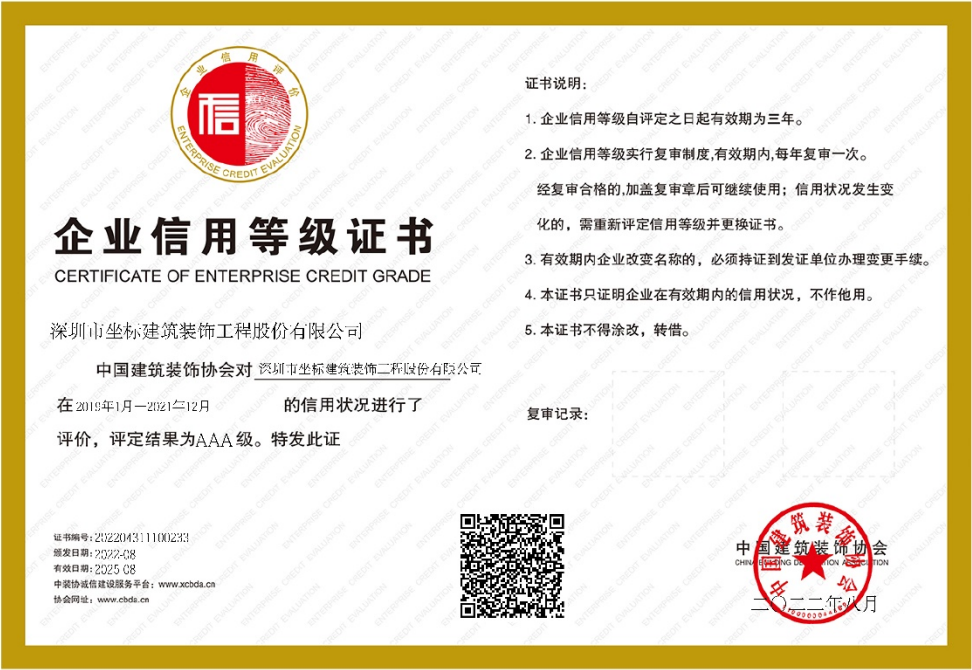 企业信用评价
信
ENTERPRISE CREDIT EVALUATION
企业信用等级证书
CERTIFICATE OF ENTERPRISE CREDIT GRADE
深圳市坐标建筑装饰工程股份有限公司
中国建筑装饰协会对 深圳市坐标建筑装饰工程股份有限公司
在 2019年1月—2021年12月 的信用状况进行了
评价，评定结果为AAA级。特发此证
证书编号：202204311100233
颁发日期：2022-08
有效日期：2025-08
中装协诚信建设服务平台：www.xcbda.cn
协会网址：www.cbda.cn
证书说明：
1. 企业信用等级自评定之日起有效期为三年。
2. 企业信用等级实行复审制度,有效期内,每年复审一次。
经复审合格的,加盖复审章后可继续使用；信用状况发生变
化的，需重新评定信用等级并更换证书。
3. 有效期内企业改变名称的，必须持证到发证单位办理变更手续。
4. 本证书只证明企业在有效期内的信用状况，不作他用。
5. 本证书不得涂改，转借。
复审记录：
中国建筑装饰协会
CHINA BUILDING DECORATION ASSOCIATION
二〇二二年八月